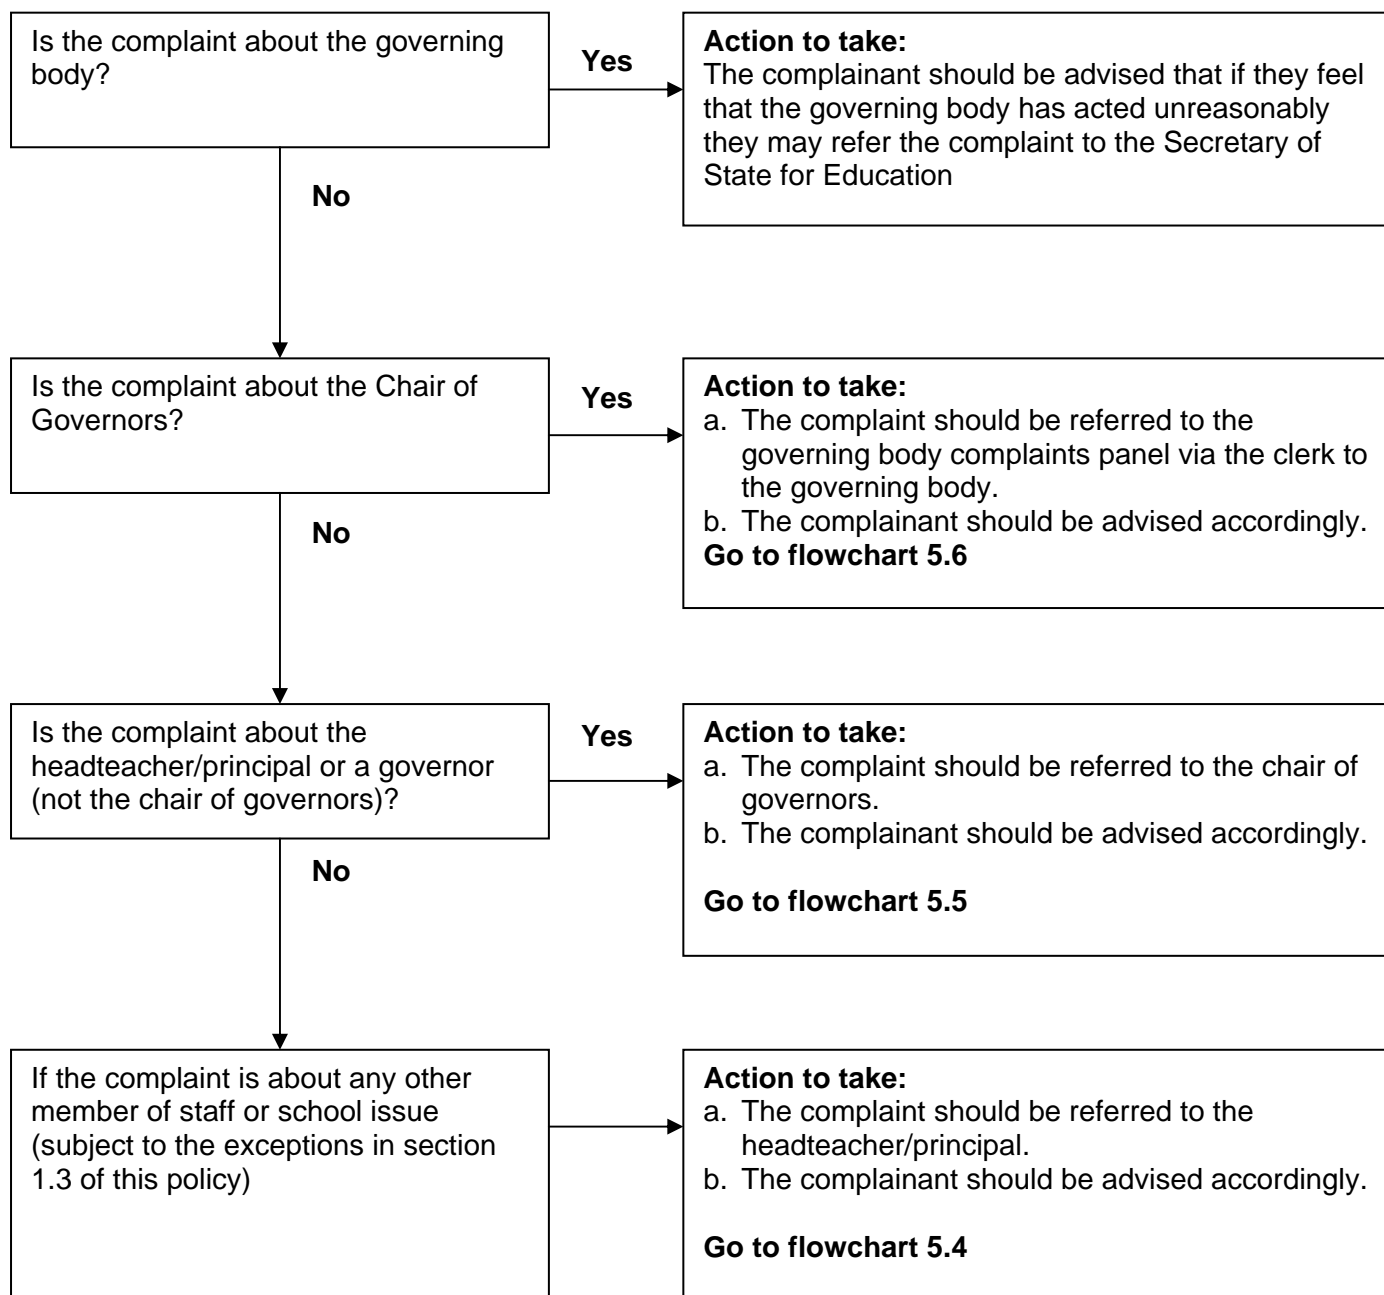 Is the complaint about the governing
body?
Yes
Action to take:
The complainant should be advised that if they feel
that the governing body has acted unreasonably
they may refer the complaint to the Secretary of
State for Education
No
Is the complaint about the Chair of
Governors?
Yes
Action to take:
a. The complaint should be referred to the
governing body complaints panel via the clerk to
the governing body.
b. The complainant should be advised accordingly.
Go to flowchart 5.6
No
Is the complaint about the
headteacher/principal or a governor
(not the chair of governors)?
Yes
Action to take:
a. The complaint should be referred to the chair of
governors.
b. The complainant should be advised accordingly.
Go to flowchart 5.5
No
If the complaint is about any other
member of staff or school issue
(subject to the exceptions in section
1.3 of this policy)
Action to take:
a. The complaint should be referred to the
headteacher/principal.
b. The complainant should be advised accordingly.
Go to flowchart 5.4